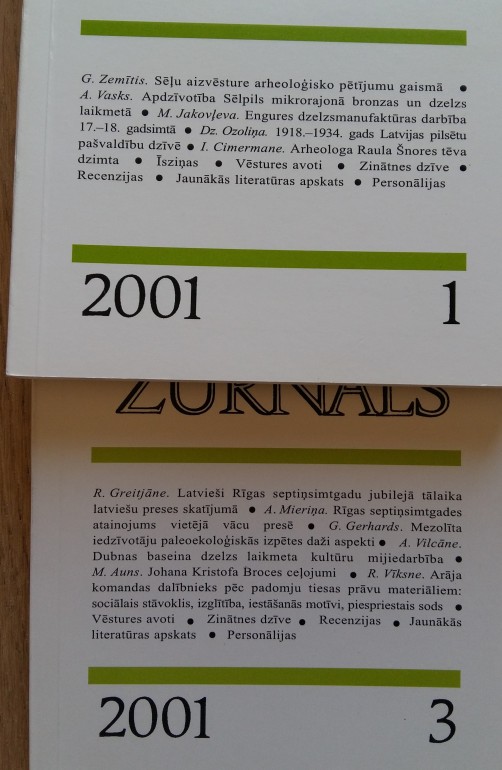 G. Zemītis. Sēļu aizvēsture arheoloģisko pētījumu gaismā ●
A. Vasks. Apdzīvotība Sēlpils mikrorajonā bronzas un dzelzs
laikmetā ● M. Jakovļeva. Engures dzelzsmanufaktūras darbība
17.–18. gadsimtā ● Dz. Ozoliņa. 1918.–1934. gads Latvijas pilsētu
pašvaldību dzīvē ● I. Cimermane. Arheologa Raula Šnores tēva
dzimta ● Īsziņas ● Vēstures avoti ● Zinātnes dzīve ●
Recenzijas ● Jaunākās literatūras apskats ● Personālijas
2001 1
ŽURNĀLS
R. Greitjāne. Latvieši Rīgas septiņsimtgadu jubilejā tālaika
latviešu preses skatījumā ● A. Mieriņa. Rīgas septiņsimtgades
atainojums vietējā vācu presē ● G. Gerhards. Mezolīta
iedzīvotāju paleoekoloģiskās izpētes daži aspekti ● A. Vilcāne.
Dubnas baseina dzelzs laikmeta kultūru mijiedarbība ●
M. Auns. Johana Kristofa Broces ceļojumi ● R. Vīksne. Arāja
komandas dalībnieks pēc padomju tiesas prāvu materiāliem:
sociālais stāvoklis, izglītība, iestāšanās motīvi, piespriestais sods ●
Vēstures avoti ● Zinātnes dzīve ● Recenzijas ● Jaunākās
literatūras apskats ● Personālijas
2001 3